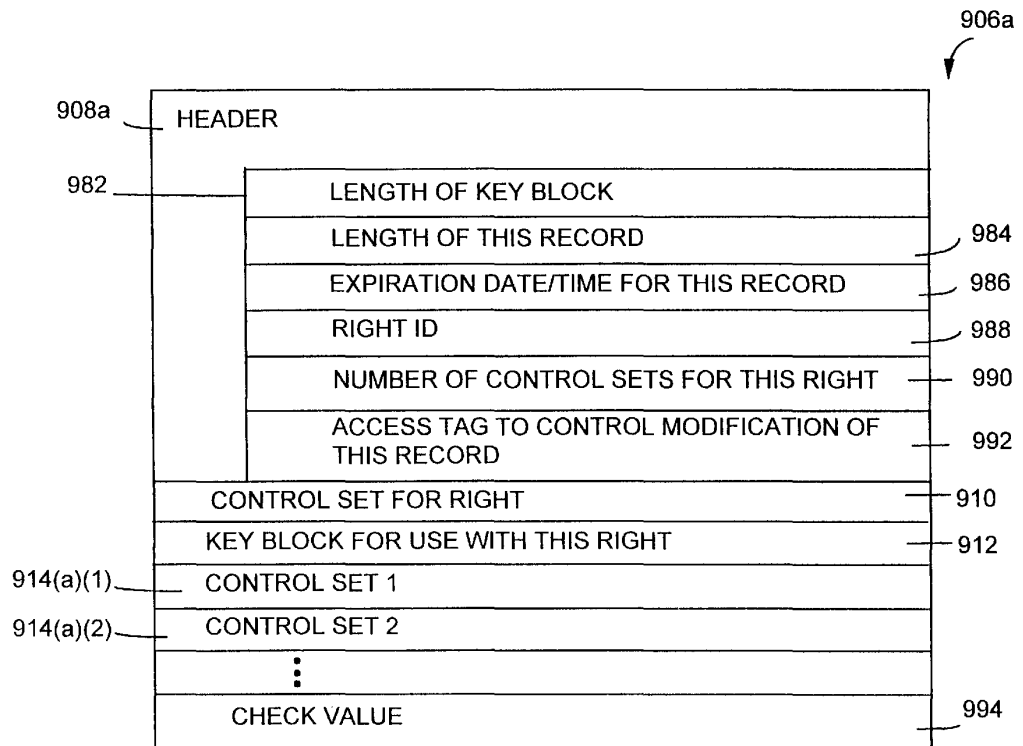 906a
908a
HEADER
982
LENGTH OF KEY BLOCK
LENGTH OF THIS RECORD
984
EXPIRATION DATE/TIME FOR THIS RECORD
986
RIGHT ID
988
NUMBER OF CONTROL SETS FOR THIS RIGHT
990
ACCESS TAG TO CONTROL MODIFICATION OF
THIS RECORD
992
CONTROL SET FOR RIGHT
910
KEY BLOCK FOR USE WITH THIS RIGHT
912
914(a)(1)
CONTROL SET 1
914(a)(2)
CONTROL SET 2
CHECK VALUE
994